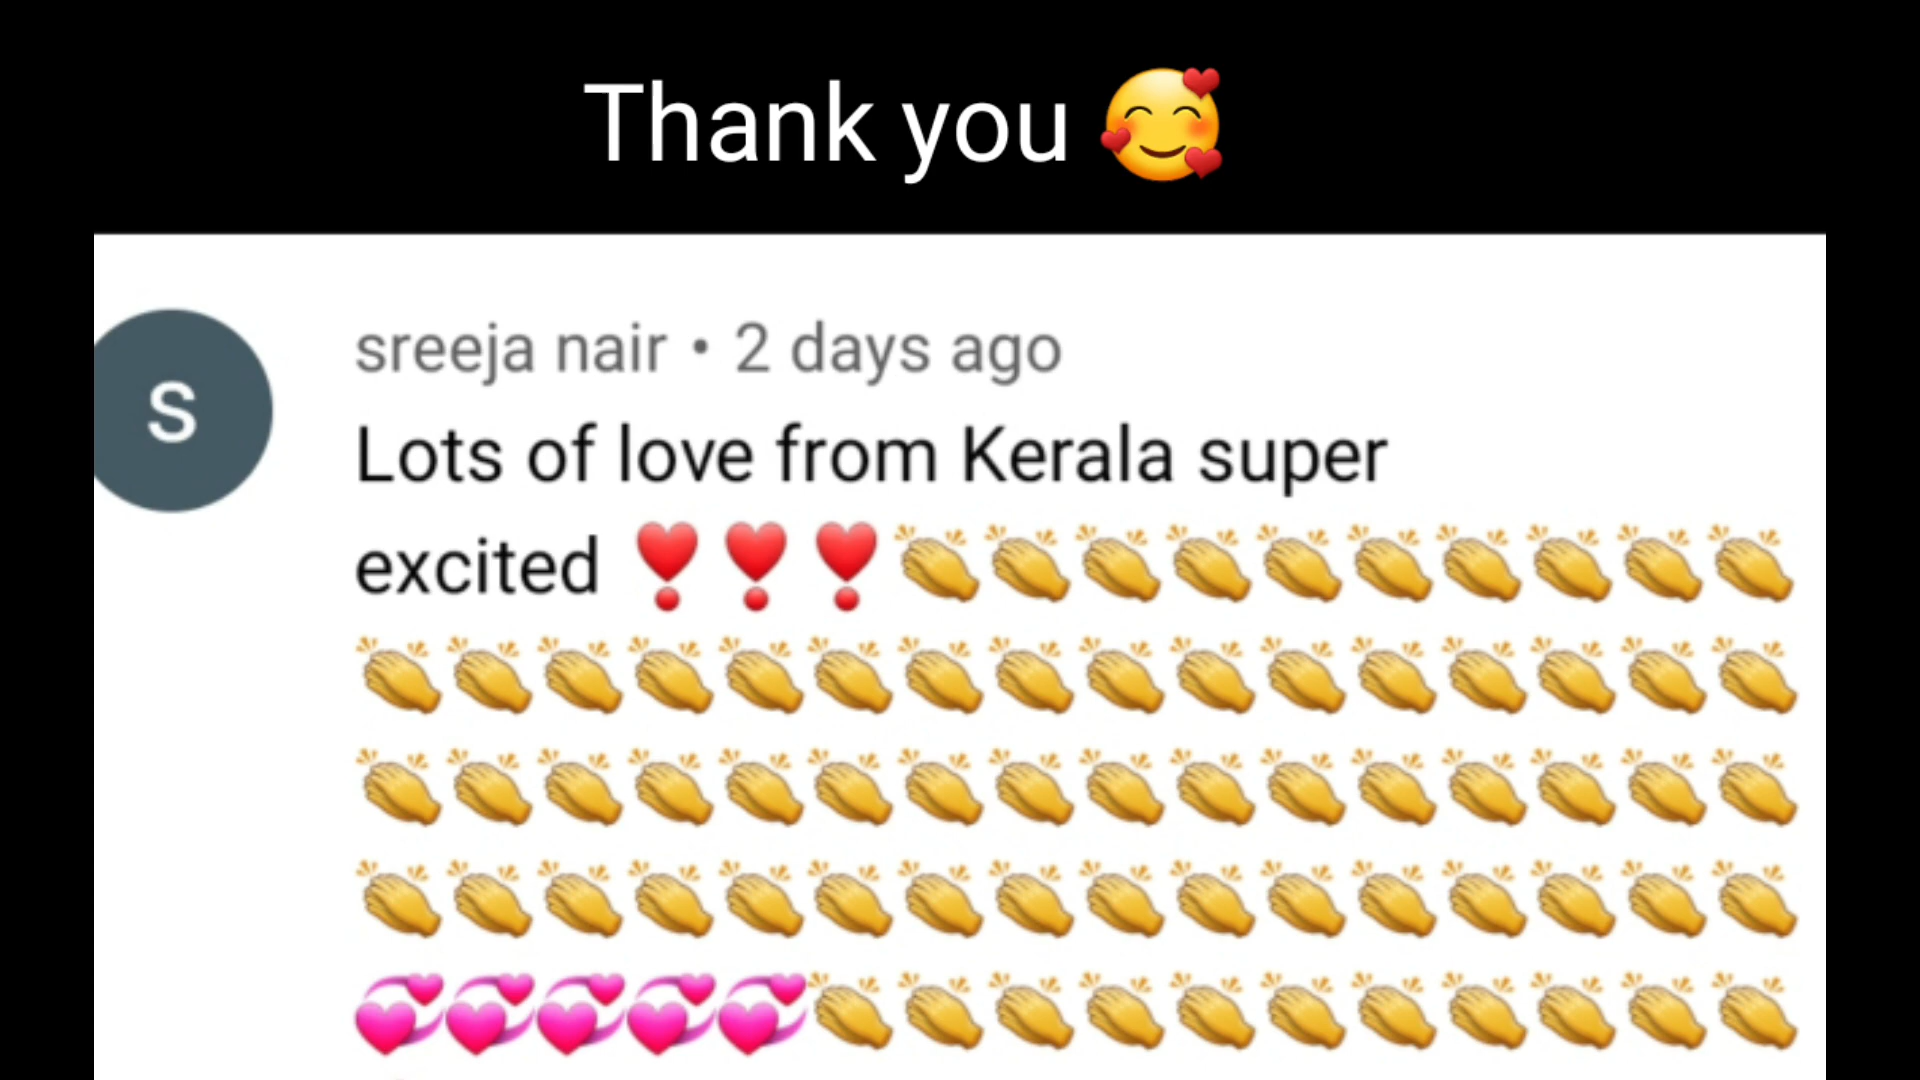 Thank you 🥰
S
sreeja nair • 2 days ago
Lots of love from Kerala super
excited ❣️❣️❣️👏👏👏👏👏👏👏👏👏👏
👏👏👏👏👏👏👏👏👏👏👏👏👏👏👏👏
👏👏👏👏👏👏👏👏👏👏👏👏👏👏👏👏
👏👏👏👏👏👏👏👏👏👏👏👏👏👏👏👏
💞💞💞💞💞👏👏👏👏👏👏👏👏👏👏👏